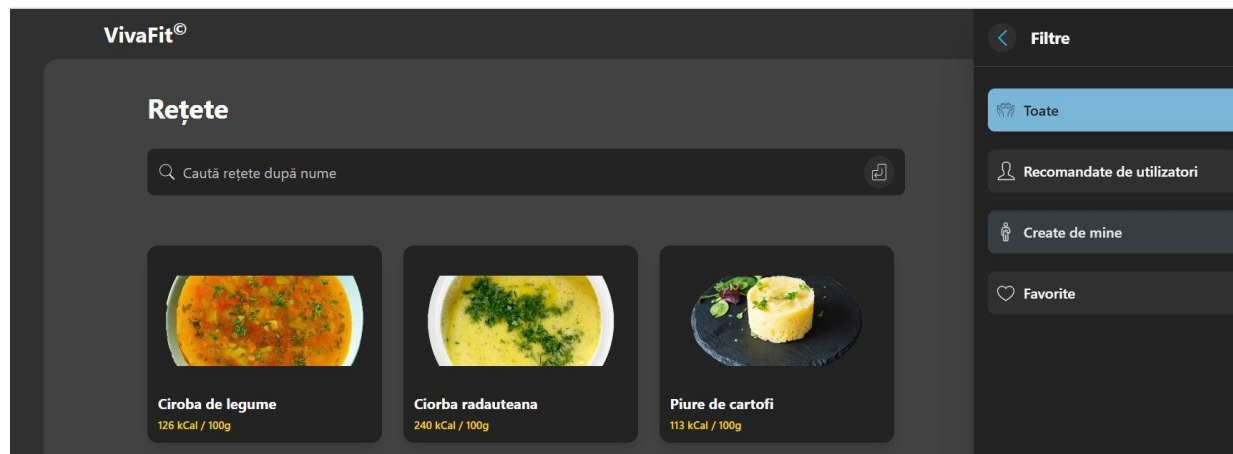 VivaFit©
Rețete
Caută rețete după nume
Ciroba de legume
126 kCal / 100g
Ciorba radauteana
240 kCal / 100g
Piure de cartofi
113 kCal / 100g
Filtre
Toate
Recomandate de utilizatori
Create de mine
Favorite